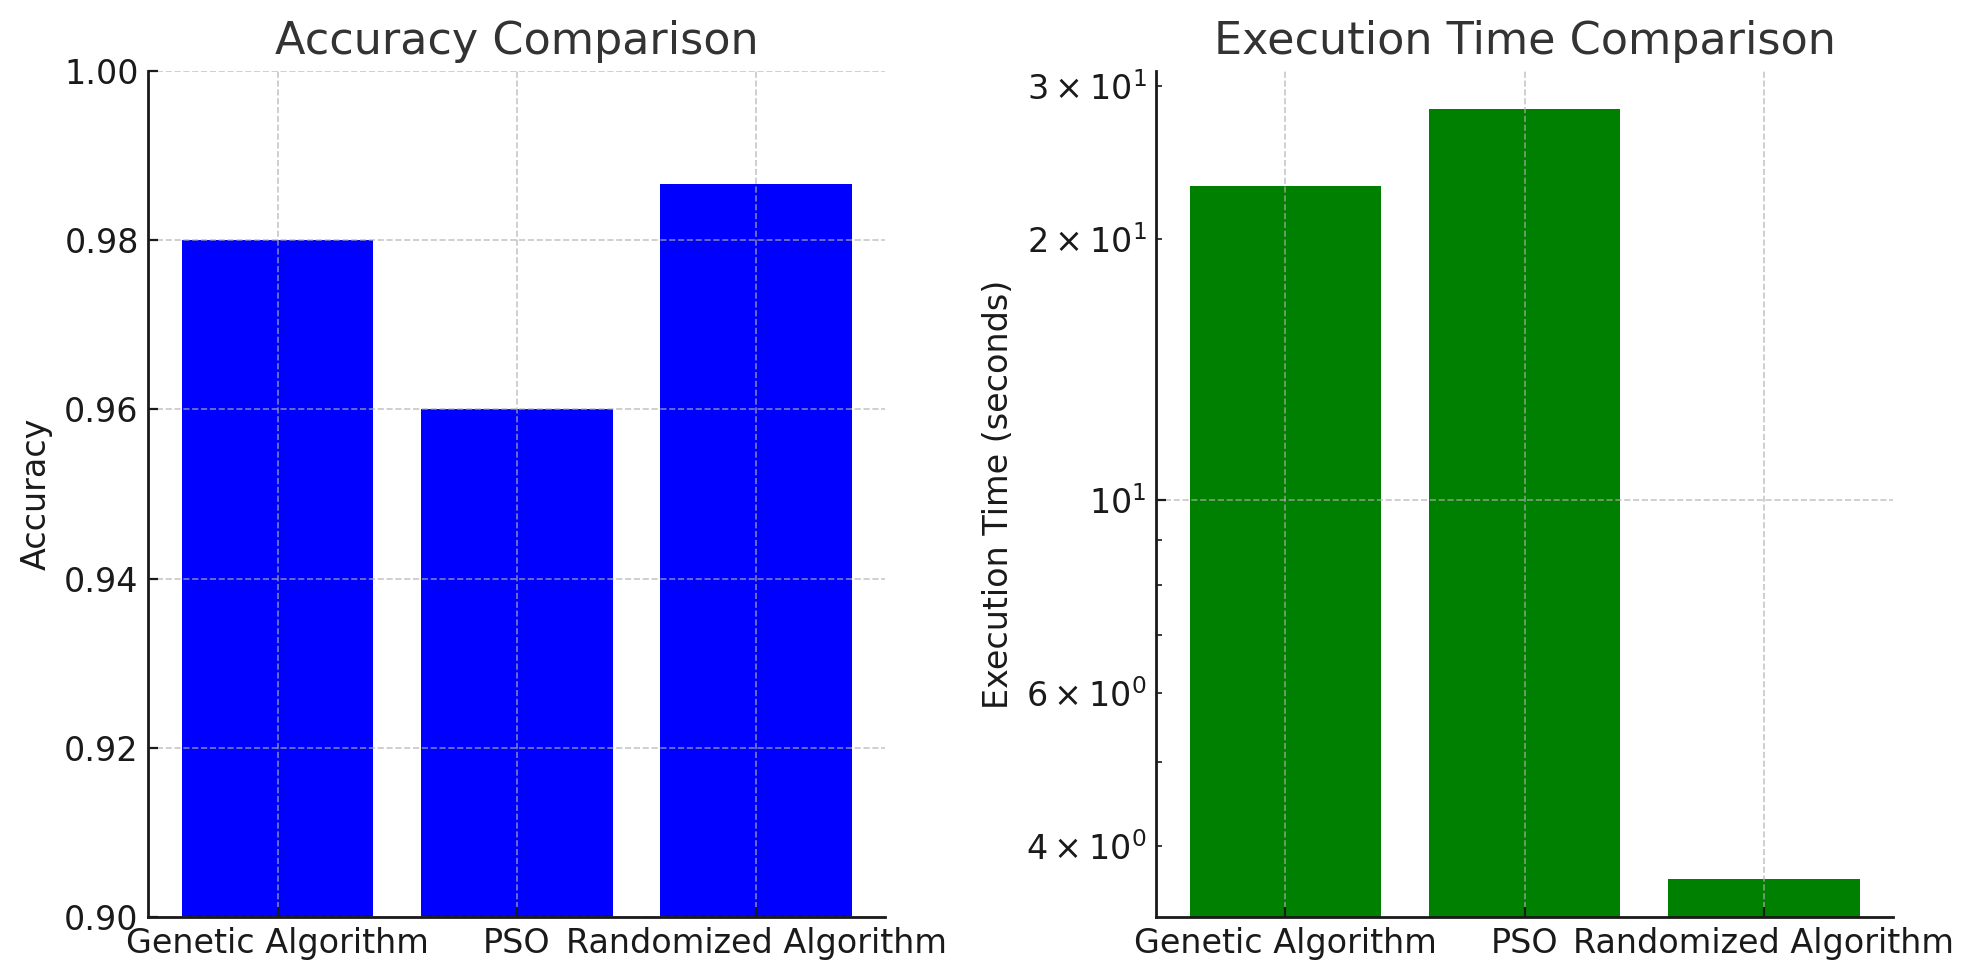 Accuracy Comparison
1.00
0.98
0.96
0.94
0.92
0.90
Accuracy
Genetic Algorithm
PSO
Randomized Algorithm
Execution Time Comparison
3 × 10¹
2 × 10¹
10¹
6 × 10⁰
4 × 10⁰
Execution Time (seconds)
Genetic Algorithm
PSO
Randomized Algorithm